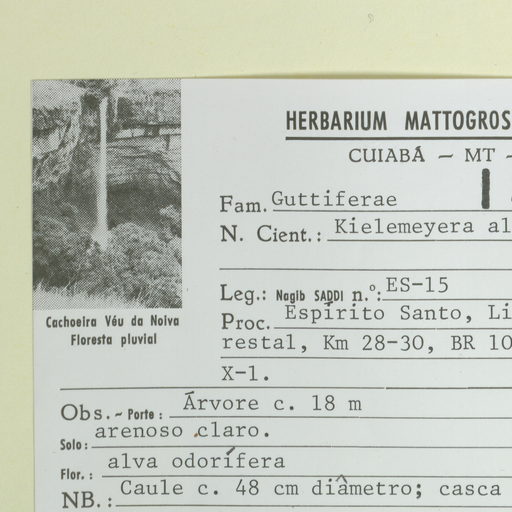 HERBARIUM MATTOGROS
CUIABÁ - MT -
Fam. Guttiferae
N. Cient.: Kielemeyera al
Leg.: Nagib SADDI n.º: ES-15
Proc. Espírito Santo, Li
restal, Km 28-30, BR 10
X-1.
Cachoeira Véu da Noiva
Floresta pluvial
Obs. ~ Porte: Árvore c. 18 m
Solo: arenoso claro.
Flor.: alva odorífera
NB.: Caule c. 48 cm diâmetro; casca